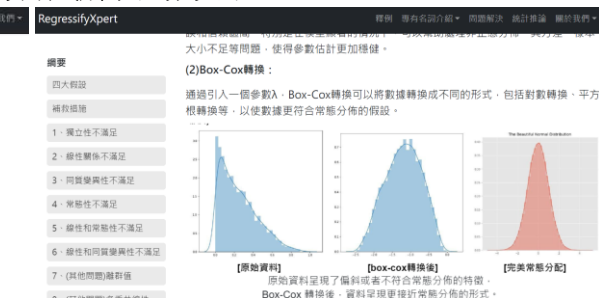 我們▾
RegressifyXpert
釋例 專有名詞介紹▾ 問題解決 統計推論 關於我們▾
大小不足等問題，使得參數估計更加穩健。
綱要
(2)Box-Cox轉換：
四大假設
通過引入一個參數λ，Box-Cox轉換可以將數據轉換成不同的形式，包括對數轉換、平方
補救措施
根轉換等，以使數據更符合常態分佈的假設。
1．獨立性不滿足
2．線性關係不滿足
3．同質變異性不滿足
4．常態性不滿足
5．線性和常態性不滿足
6．線性和同質變異性不滿足
7．(其他問題)離群值
The Beautiful Normal Distribution
[原始資料]
[box-cox轉換後]
[完美常態分配]
原始資料呈現了偏斜或者不符合常態分佈的特徵，
Box-Cox 轉換後，資料呈現更接近常態分佈的形式。